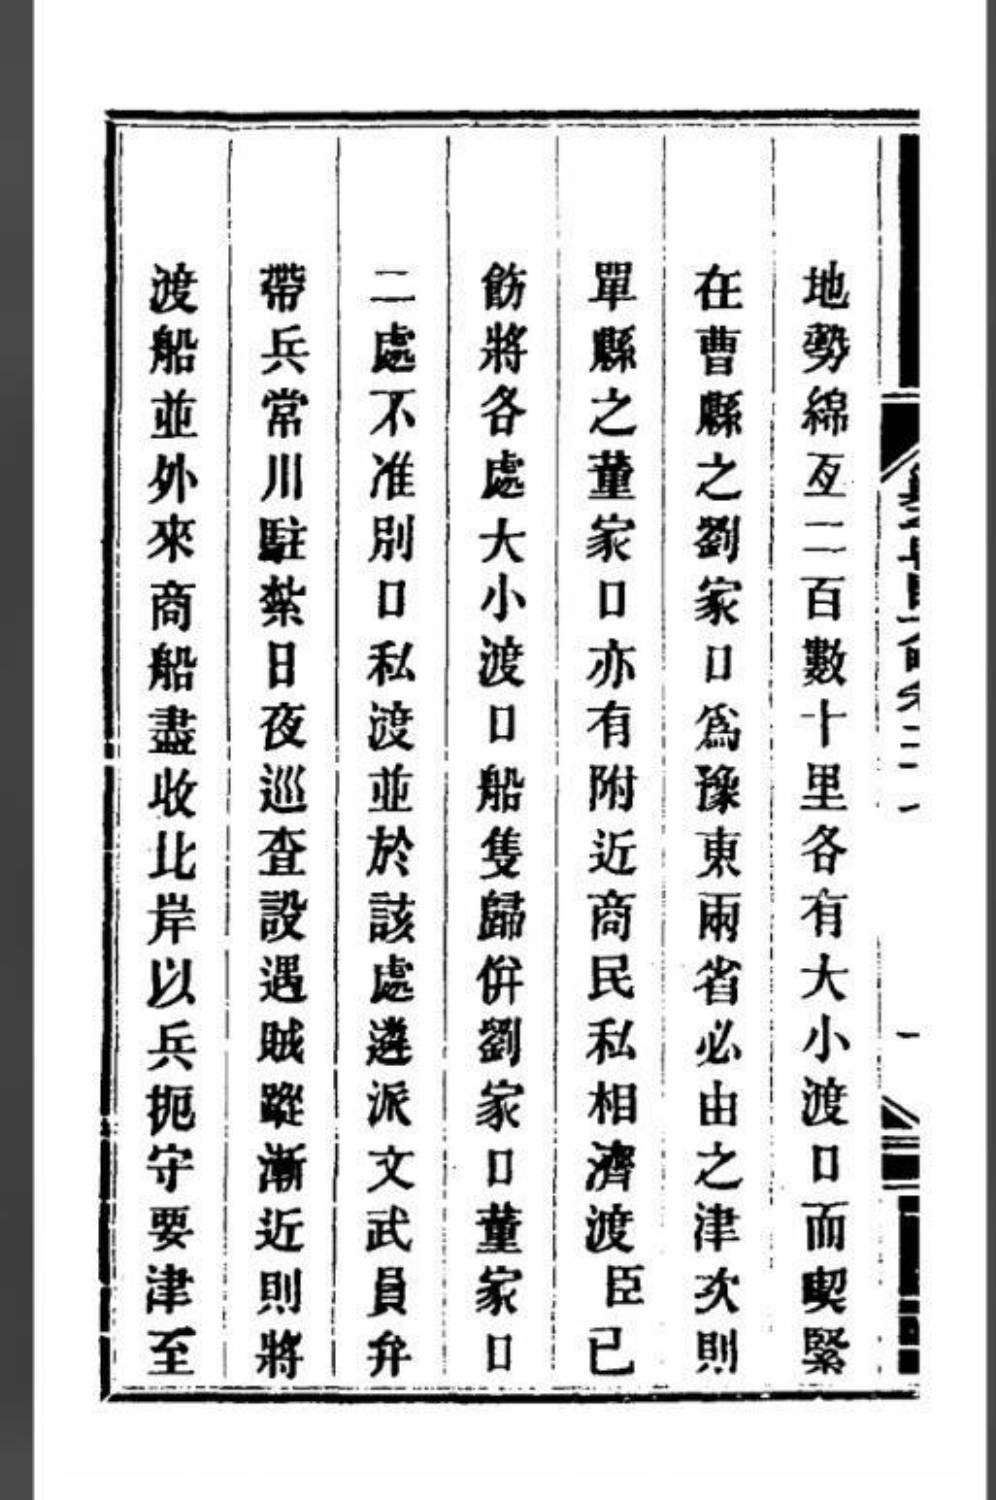 地勢綿亙二百數十里各有大小渡口而喫緊
在曹縣之劉家口為豫東兩省必由之津次則
單縣之董家口亦有附近商民私相濟渡臣已
飭將各處大小渡口船隻歸併劉家口董家口
二處不准別口私渡並於該處遴派文武員弁
帶兵常川駐紮日夜巡查設遇賊蹤漸近則將
渡船並外來商船盡收北岸以兵扼守要津至